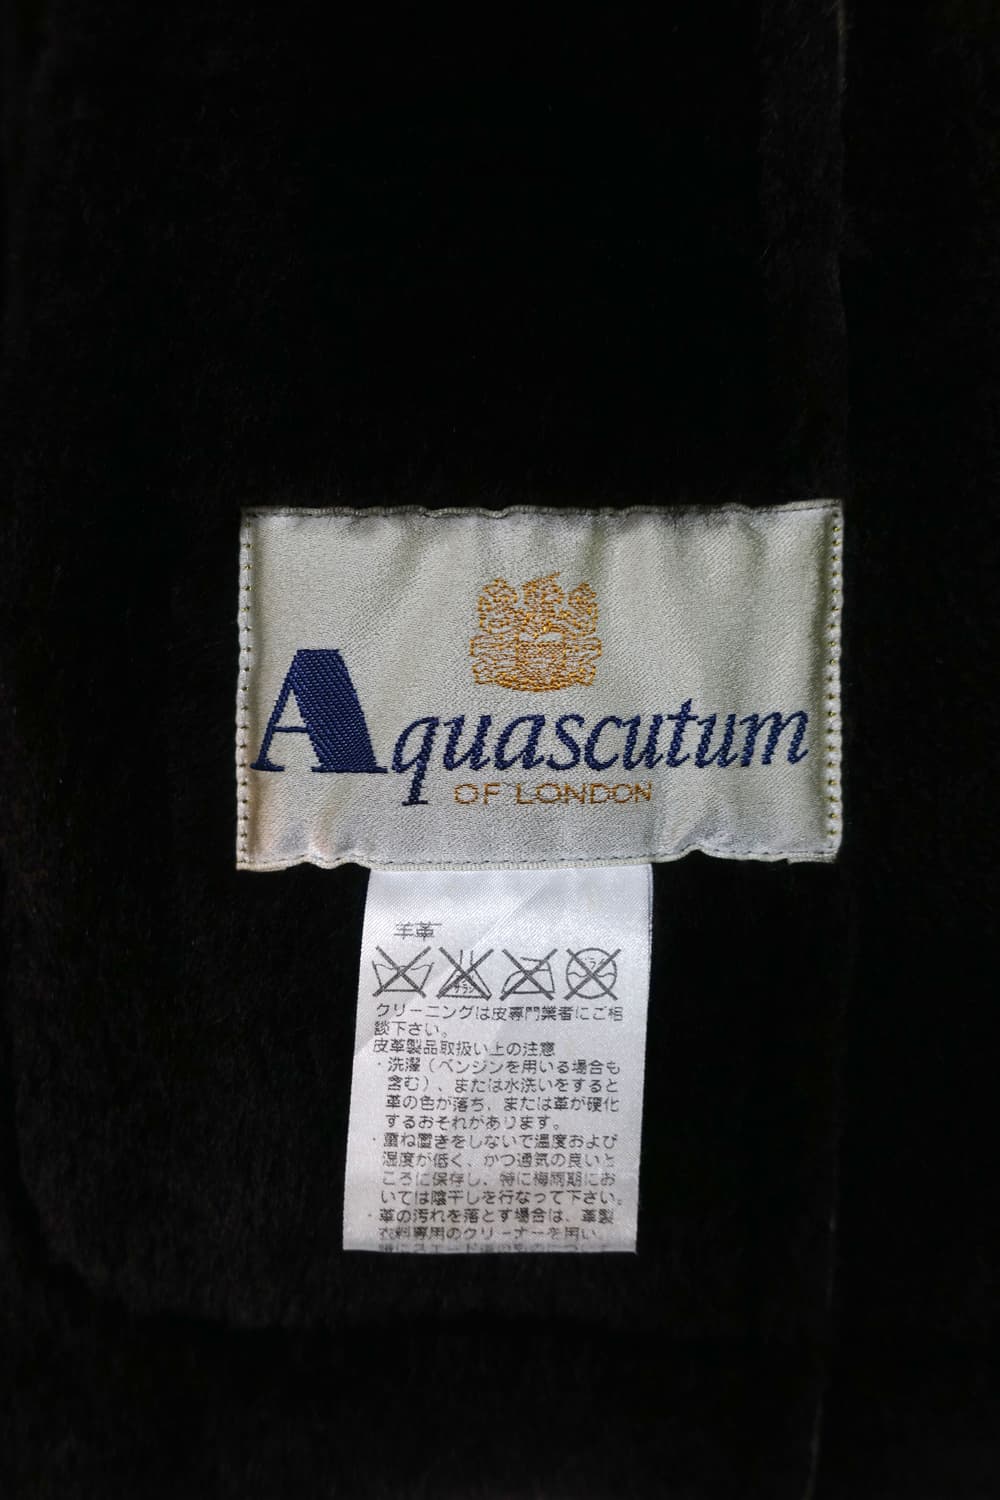 Aquascutum
OF LONDON
羊革
サラシ
ドライ
クリーニングは皮専門業者にご相
談下さい。
皮革製品取扱い上の注意
・洗濯(ベンジンを用いる場合も
含む)、または水洗いをすると
革の色が落ち、または革が硬化
するおそれがあります。
・重ね置きをしないで温度および
湿度が低く、かつ通気の良いと
ころに保存し、特に梅雨期にお
いては陰干しを行なって下さい。
・革の汚れを落とす場合は、革製
衣料専用のクリーナーを用い、